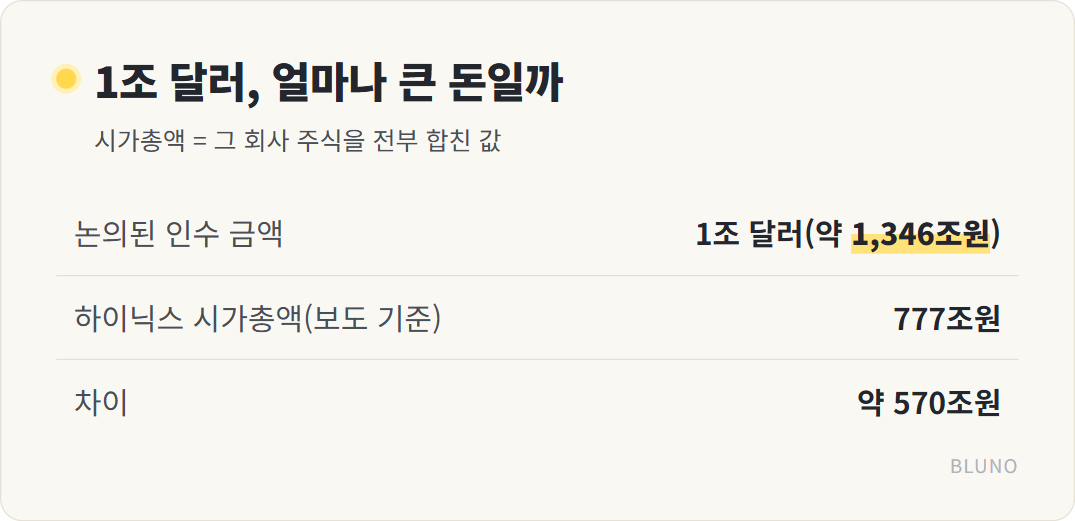 1조 달러, 얼마나 큰 돈일까
시가총액 = 그 회사 주식을 전부 합친 값
논의된 인수 금액 1조 달러(약 1,346조원)
하이닉스 시가총액(보도 기준) 777조원
차이 약 570조원
BLUNO